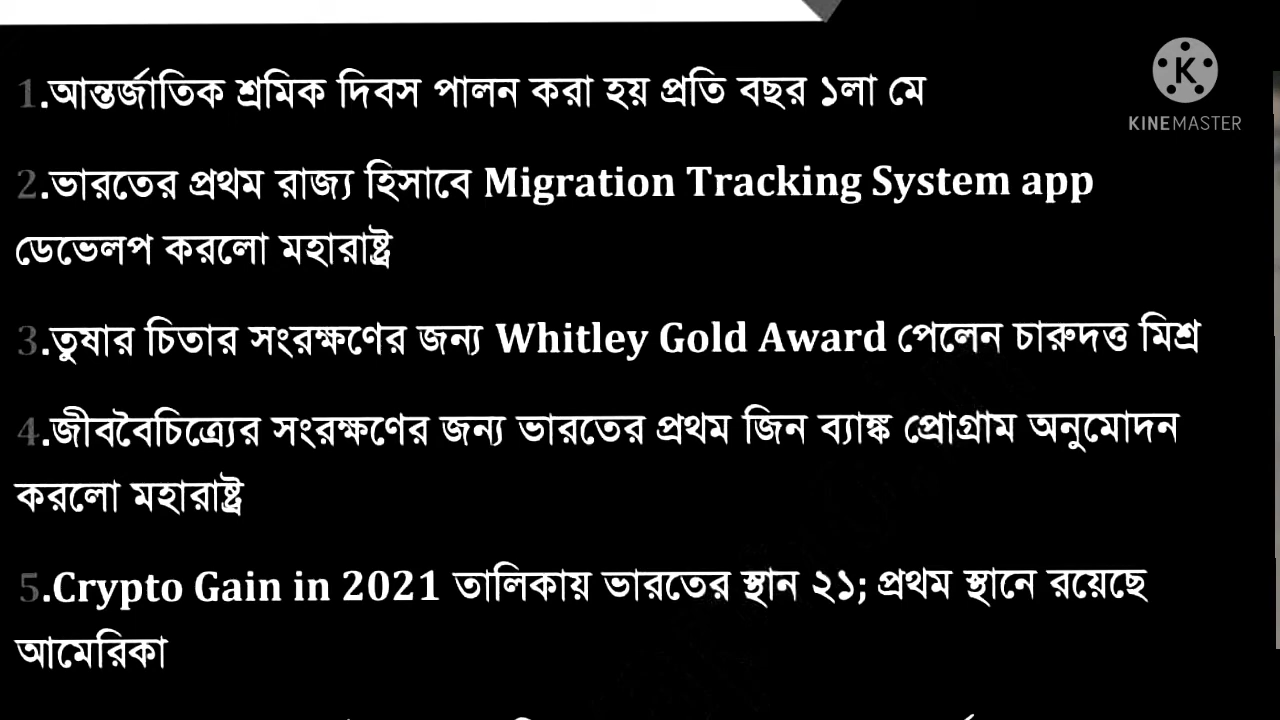 1.আন্তর্জাতিক শ্রমিক দিবস পালন করা হয় প্রতি বছর ১লা মে
KINEMASTER
2.ভারতের প্রথম রাজ্য হিসাবে Migration Tracking System app
ডেভেলপ করলো মহারাষ্ট্র
3.তুষার চিতার সংরক্ষণের জন্য Whitley Gold Award পেলেন চারুদত্ত মিশ্র
4.জীববৈচিত্র্যের সংরক্ষণের জন্য ভারতের প্রথম জিন ব্যাঙ্ক প্রোগ্রাম অনুমোদন
করলো মহারাষ্ট্র
5.Crypto Gain in 2021 তালিকায় ভারতের স্থান ২১; প্রথম স্থানে রয়েছে
আমেরিকা